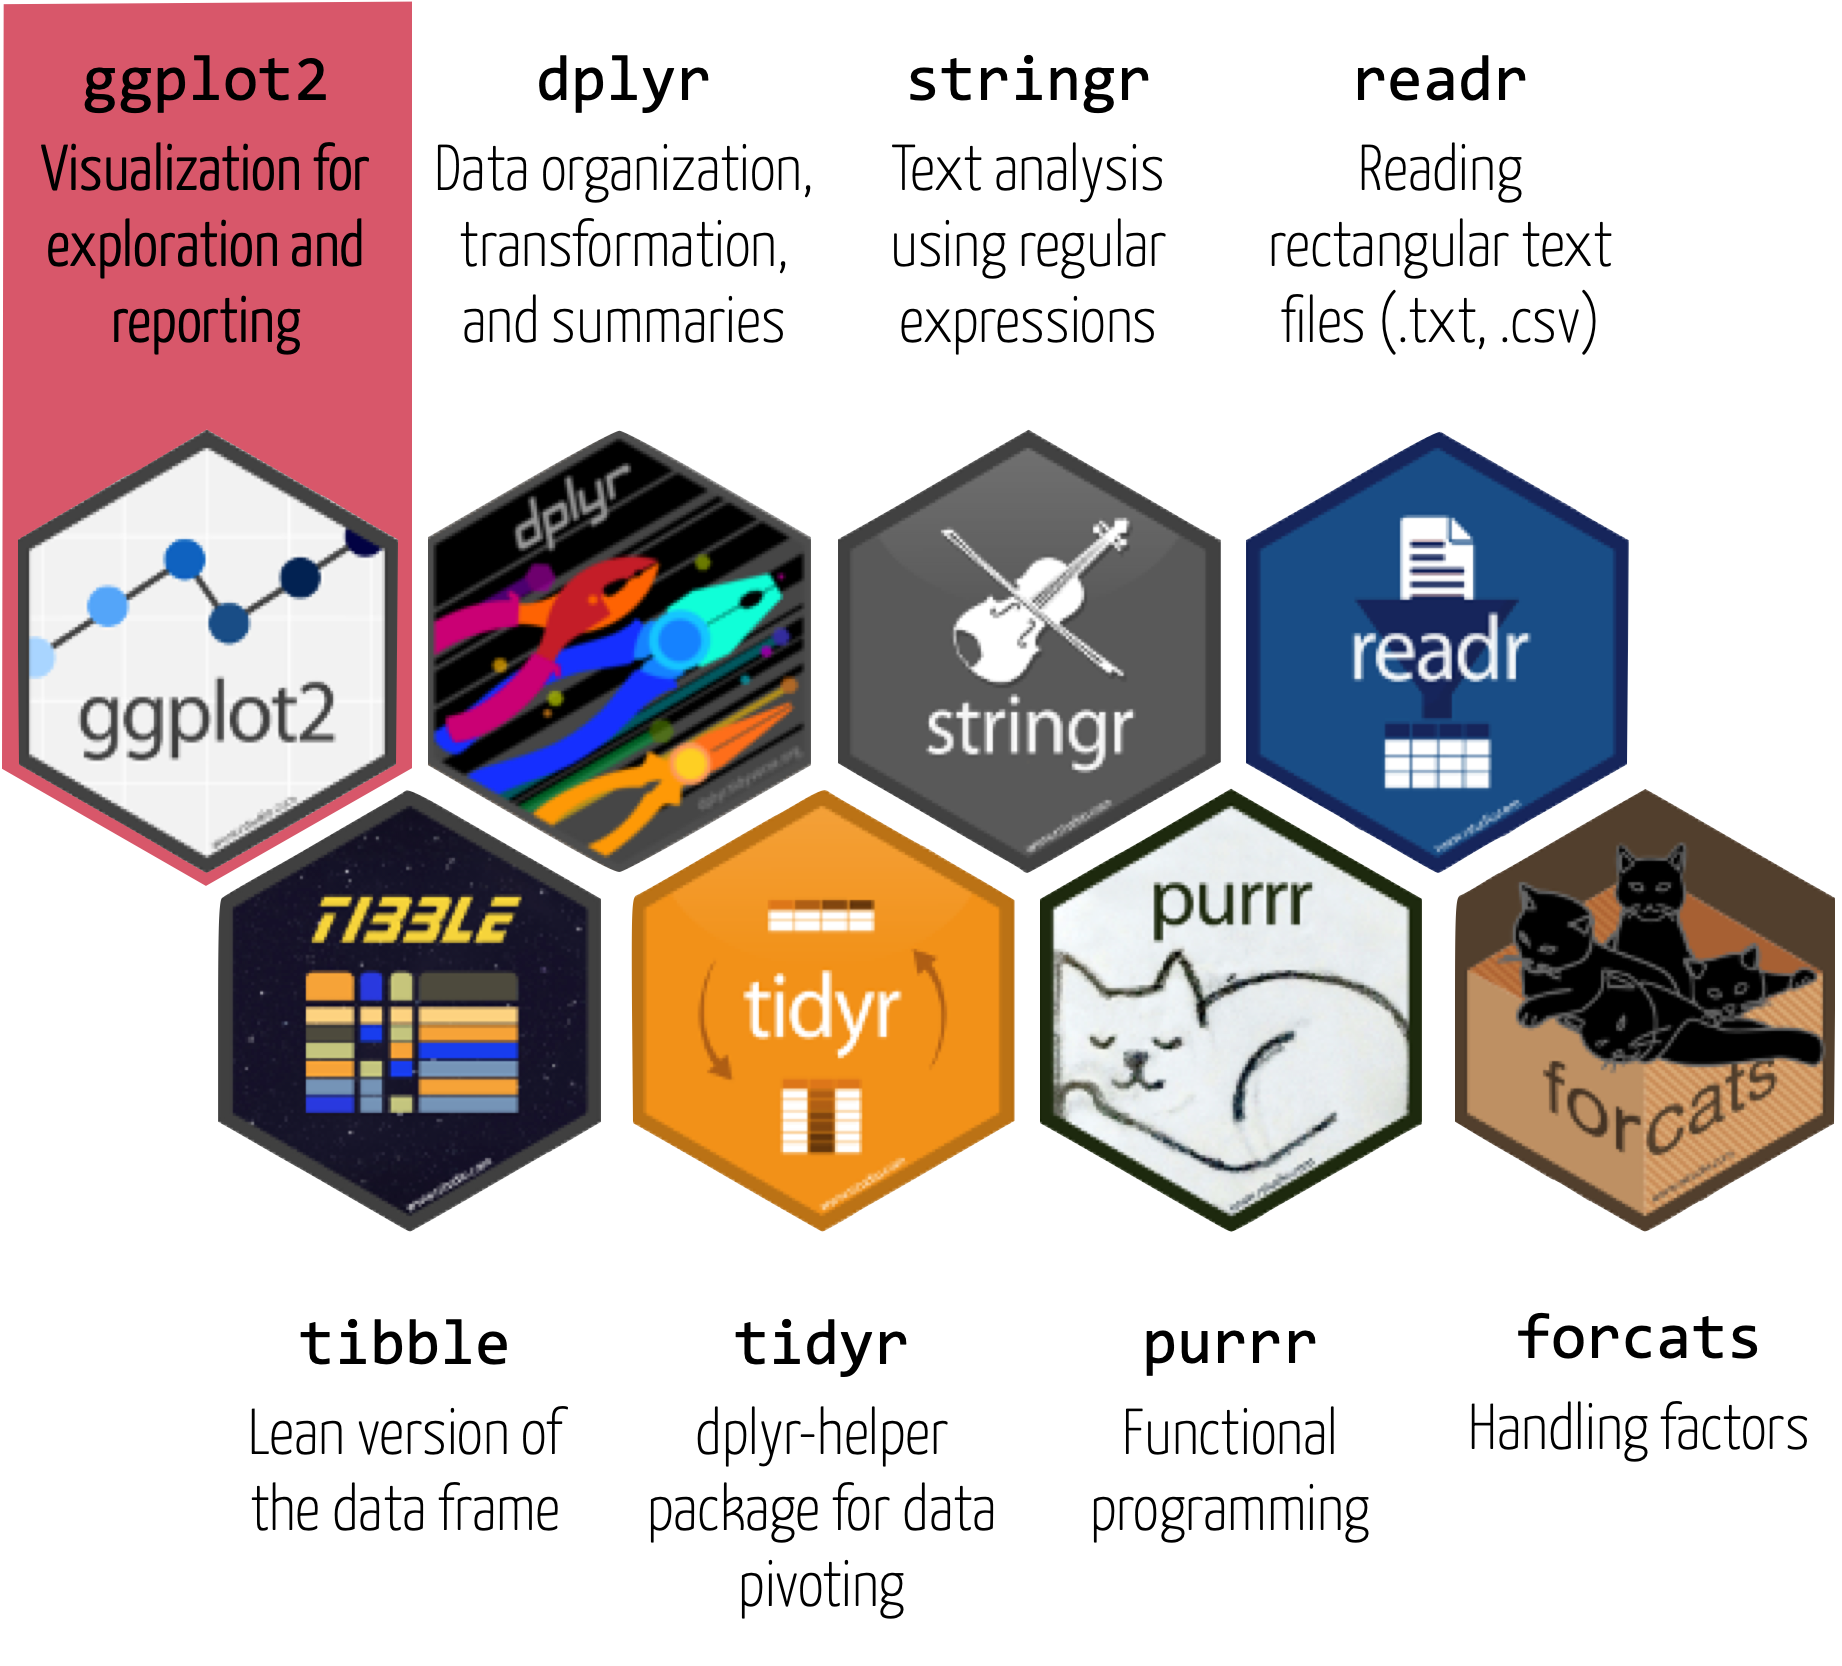 ggplot2
Visualization for
exploration and
reporting
dplyr
Data organization,
transformation,
and summaries
stringr
Text analysis
using regular
expressions
readr
Reading
rectangular text
files (.txt, .csv)
ggplot2
dplyr
stringr
readr
TIBBLE
tidyr
purrr
forcats
tibble
Lean version of
the data frame
tidyr
dplyr-helper
package for data
pivoting
purrr
Functional
programming
forcats
Handling factors